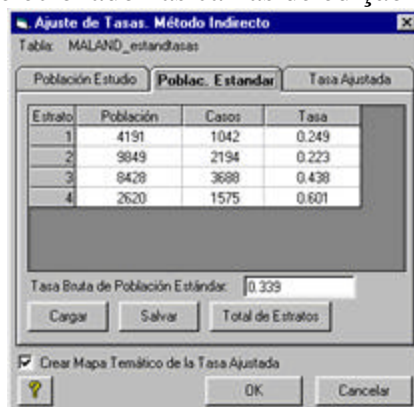 Ajuste de Tasas. Método Indirecto
Tabla: MALAND_estandtasas
Población Estudio Poblac. Estandar Tasa Ajustada
Estrato Población Casos Tasa
1 4191 1042 0.249
2 9849 2194 0.223
3 8428 3688 0.438
4 2620 1575 0.601
Tasa Bruta de Población Estándar: 0.339
Cargar Salvar Total de Estratos
Crear Mapa Temático de la Tasa Ajustada
? OK Cancelar